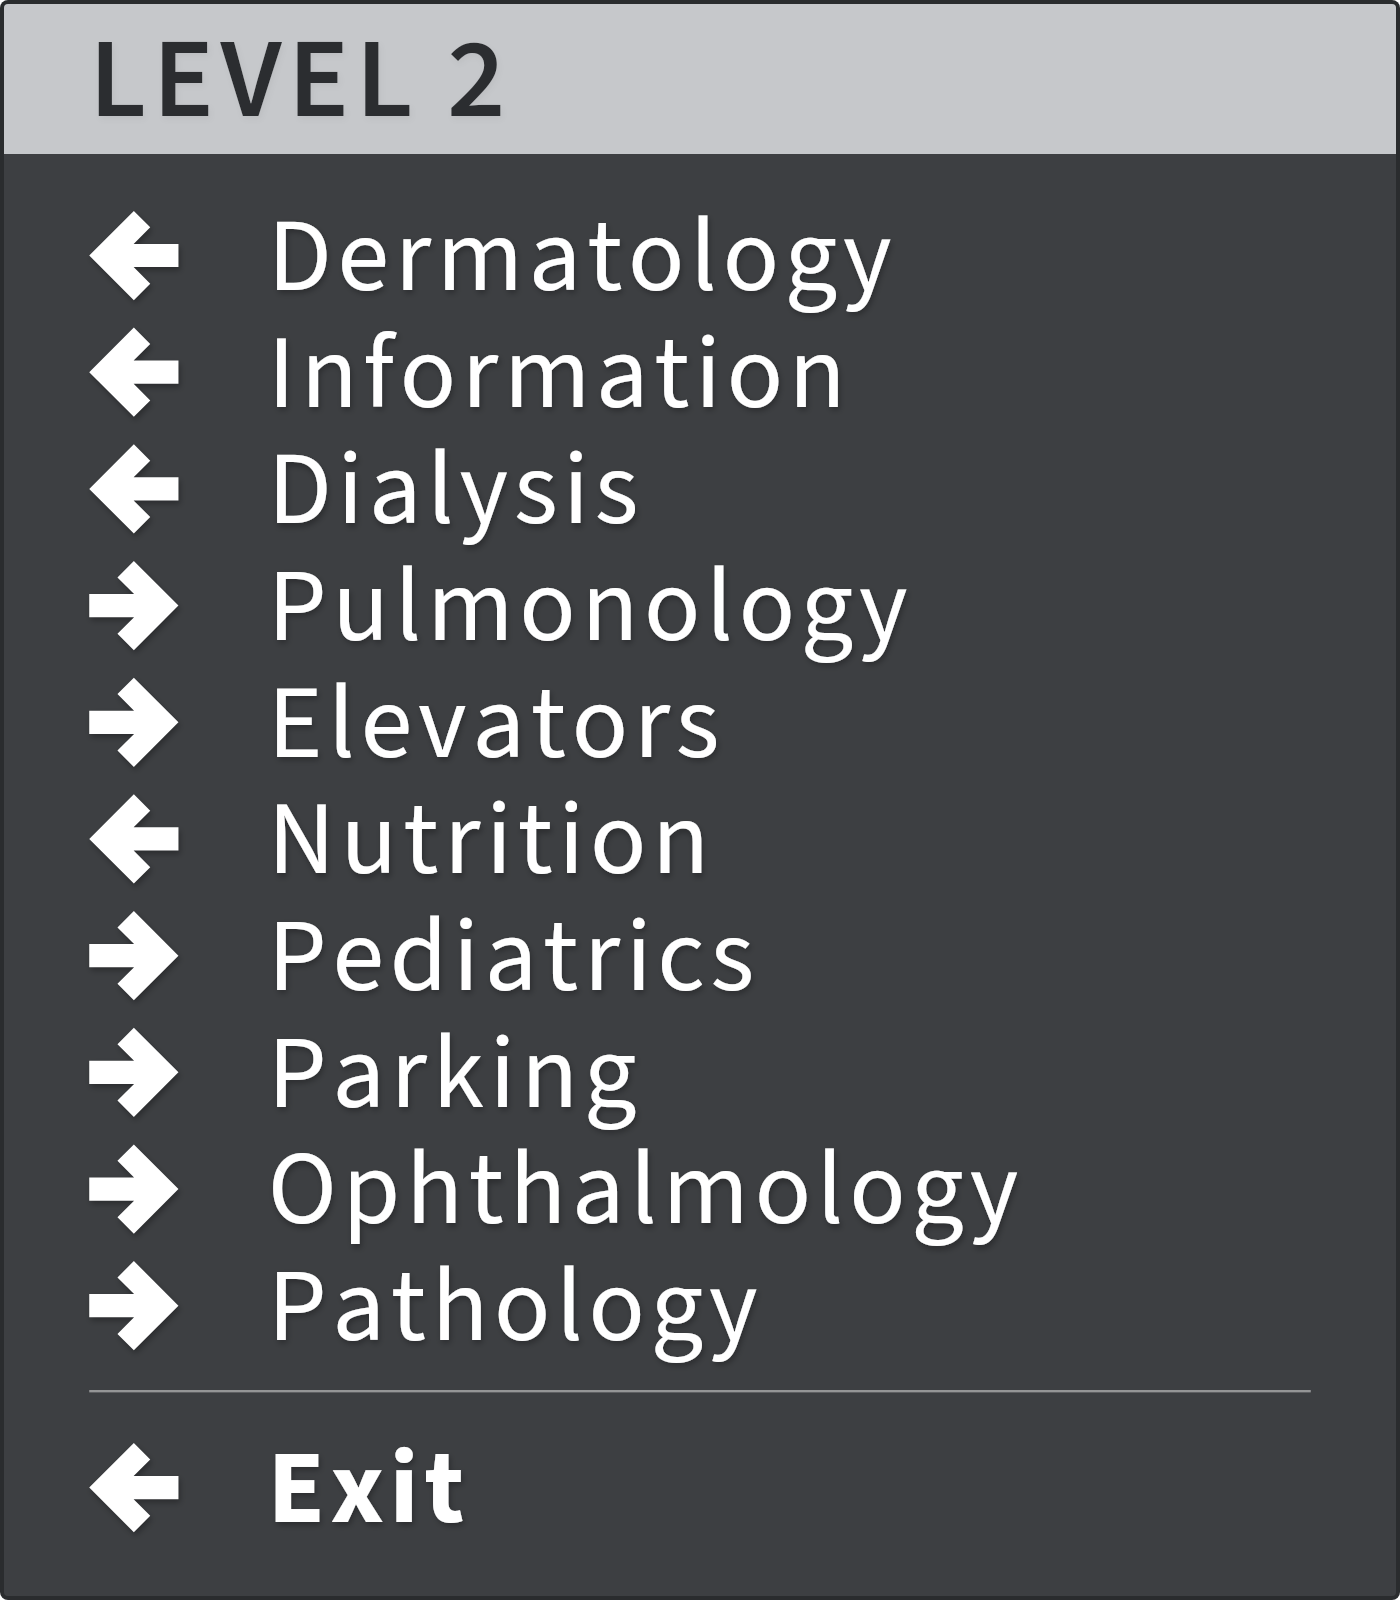 LEVEL 2
← Dermatology
← Information
← Dialysis
→ Pulmonology
→ Elevators
← Nutrition
→ Pediatrics
→ Parking
→ Ophthalmology
→ Pathology
← Exit